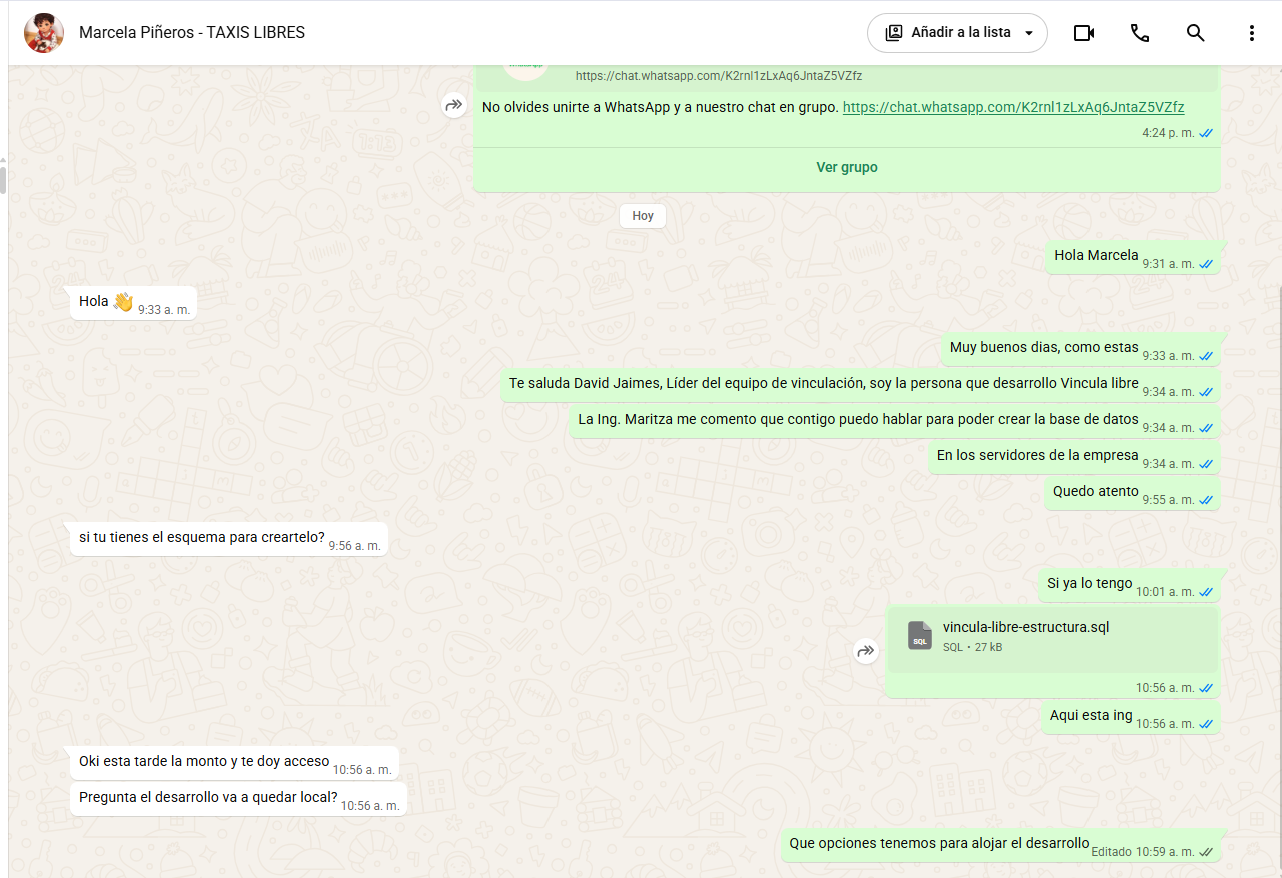 Marcela Piñeros - TAXIS LIBRES
Añadir a la lista
https://chat.whatsapp.com/K2rnl1zLxAq6JntaZ5VZfz
No olvides unirte a WhatsApp y a nuestro chat en grupo. https://chat.whatsapp.com/K2rnl1zLxAq6JntaZ5VZfz
4:24 p. m.
Ver grupo
Hoy
Hola Marcela 9:31 a. m.
Hola 👋 9:33 a. m.
Muy buenos dias, como estas 9:33 a. m.
Te saluda David Jaimes, Líder del equipo de vinculación, soy la persona que desarrollo Vincula libre 9:34 a. m.
La Ing. Maritza me comento que contigo puedo hablar para poder crear la base de datos 9:34 a. m.
En los servidores de la empresa 9:34 a. m.
Quedo atento 9:55 a. m.
si tu tienes el esquema para creartelo? 9:56 a. m.
Si ya lo tengo 10:01 a. m.
vincula-libre-estructura.sql
SQL
SQL • 27 kB
10:56 a. m.
Aqui esta ing 10:56 a. m.
Oki esta tarde la monto y te doy acceso 10:56 a. m.
Pregunta el desarrollo va a quedar local? 10:56 a. m.
Que opciones tenemos para alojar el desarrollo Editado 10:59 a. m.